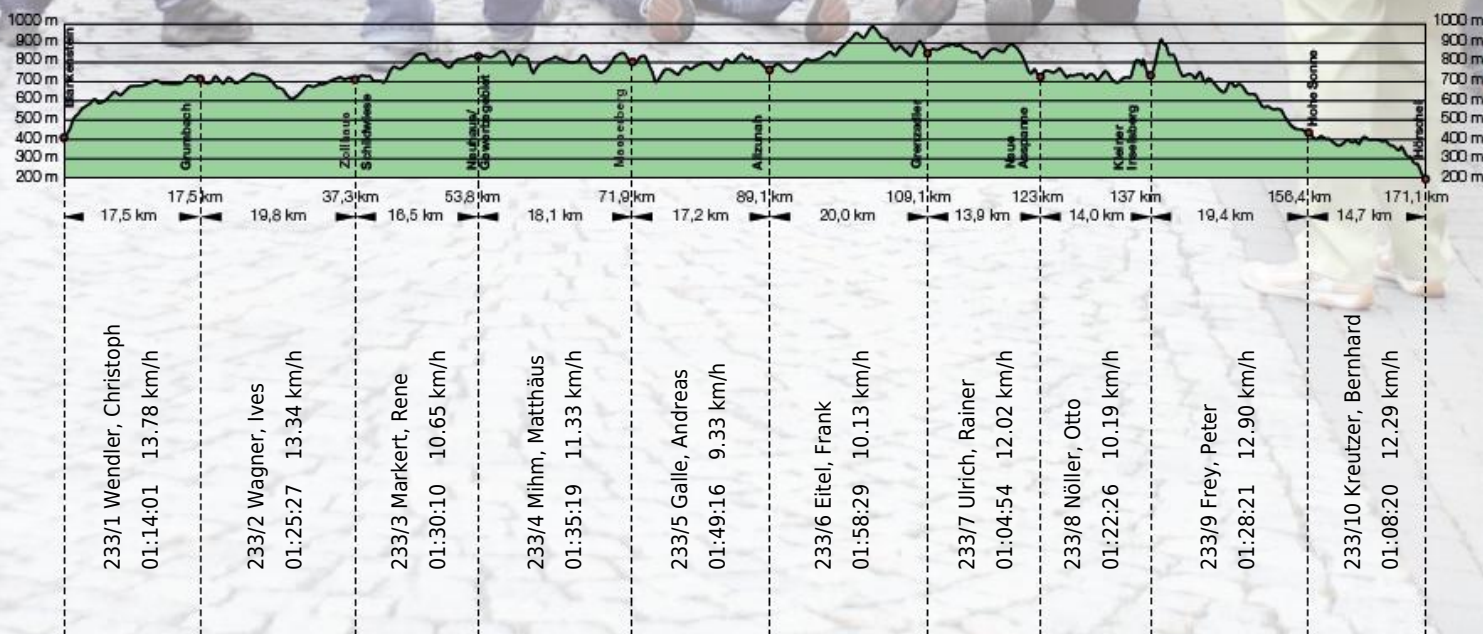 1000 m
900 m
800 m
700 m
600 m
500 m
400 m
300 m
200 m
1000 m
900 m
800 m
700 m
600 m
500 m
400 m
300 m
200 m
Blankenstein
Grumbach
Zollhaus
Schildwiese
Neuhaus/
Gewerbegebiet
Masserberg
Allzunah
Grenzadler
Neue
Ausspanne
Kleiner
Inselsberg
Hohe Sonne
Hörschel
17,5 km 37,3 km 53,8 km 71,9 km 89,1 km 109,1 km 123 km 137 km 156,4 km 171,1 km
17,5 km 19,8 km 16,5 km 18,1 km 17,2 km 20,0 km 13,9 km 14,0 km 19,4 km 14,7 km
233/1 Wendler, Christoph
01:14:01 13.78 km/h
233/2 Wagner, Ives
01:25:27 13.34 km/h
233/3 Markert, Rene
01:30:10 10.65 km/h
233/4 Mihm, Matthäus
01:35:19 11.33 km/h
233/5 Galle, Andreas
01:49:16 9.33 km/h
233/6 Eitel, Frank
01:58:29 10.13 km/h
233/7 Ulrich, Rainer
01:04:54 12.02 km/h
233/8 Nöller, Otto
01:22:26 10.19 km/h
233/9 Frey, Peter
01:28:21 12.90 km/h
233/10 Kreutzer, Bernhard
01:08:20 12.29 km/h